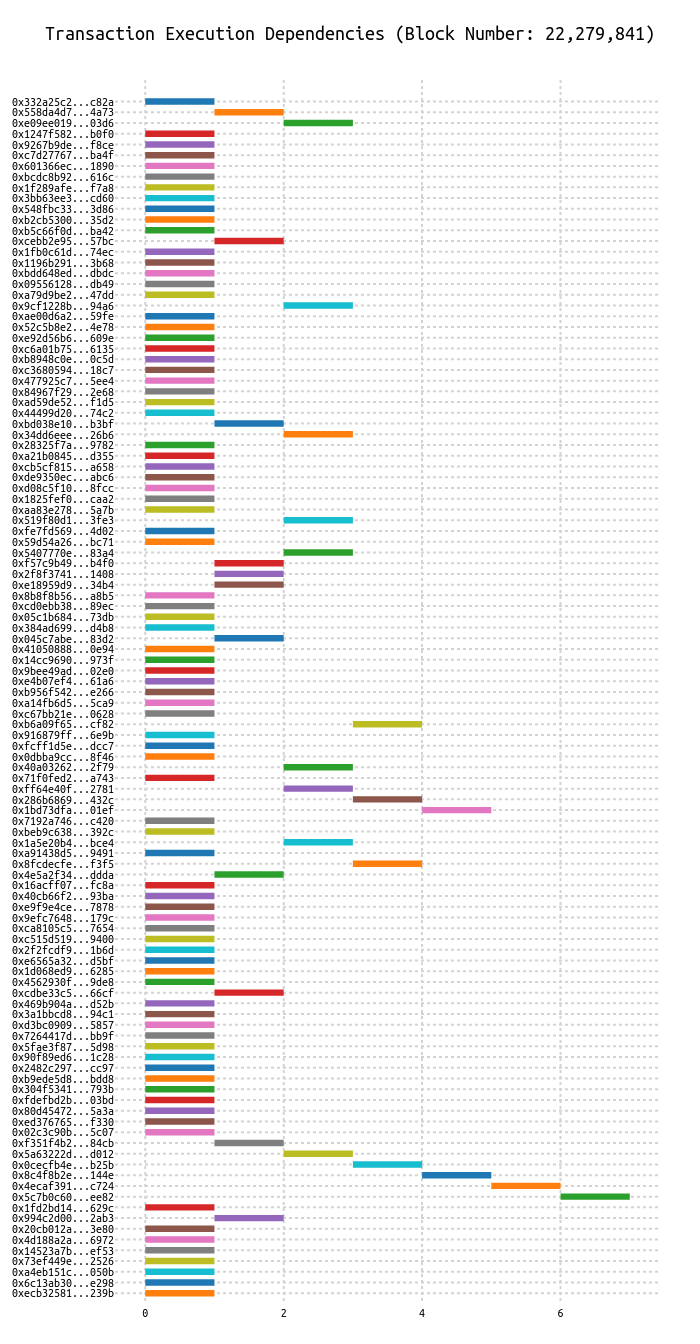 Transaction Execution Dependencies (Block Number: 22,279,841)
0x332a25c2...c82a
0x558da4d7...4a73
0xe09ee019...03d6
0x1247f582...b0f0
0x9267b9de...f8ce
0xc7d27767...ba4f
0x601366ec...1890
0xbcdc8b92...616c
0x1f289afe...f7a8
0x3bb63ee3...cd60
0x548fbc33...3d86
0xb2cb5300...35d2
0xb5c66f0d...ba42
0xcebb2e95...57bc
0x1fb0c61d...74ec
0x1196b291...3b68
0xbdd648ed...dbdc
0x09556128...db49
0xa79d9be2...47dd
0x9cf1228b...94a6
0xae00d6a2...59fe
0x52c5b8e2...4e78
0xe92d56b6...609e
0xc6a01b75...6135
0xb8948c0e...0c5d
0xc3680594...18c7
0x477925c7...5ee4
0x84967f29...2e68
0xad59de52...f1d5
0x44499d20...74c2
0xbd038e10...b3bf
0x34dd6eee...26b6
0x28325f7a...9782
0xa21b0845...d355
0xcb5cf815...a658
0xde9350ec...abc6
0xd08c5f10...8fcc
0x1825fef0...caa2
0xaa83e278...5a7b
0x519f80d1...3fe3
0xfe7fd569...4d02
0x59d54a26...bc71
0x5407770e...83a4
0xf57c9b49...b4f0
0x2f8f3741...1408
0xe18959d9...34b4
0x8b8f8b56...a8b5
0xcd0ebb38...89ec
0x05c1b684...73db
0x384ad699...d4b8
0x045c7abe...83d2
0x41050888...0e94
0x14cc9690...973f
0x9bee49ad...02e0
0xe4b07ef4...61a6
0xb956f542...e266
0xa14fb6d5...5ca9
0xc67bb21e...0628
0xb6a09f65...cf82
0x916879ff...6e9b
0xfcff1d5e...dcc7
0x0dbba9cc...8f46
0x40a03262...2f79
0x71f0fed2...a743
0xff64e40f...2781
0x286b6869...432c
0x1bd73dfa...01ef
0x7192a746...c420
0xbeb9c638...392c
0x1a5e20b4...bce4
0xa91438d5...9491
0x8fcdecfe...f3f5
0x4e5a2f34...ddda
0x16acff07...fc8a
0x40cb66f2...93ba
0xe9f9e4ce...7878
0x9efc7648...179c
0xca8105c5...7654
0xc515d519...9400
0x2f2fcdf9...1b6d
0xe6565a32...d5bf
0x1d068ed9...6285
0x4562930f...9de8
0xcdbe33c5...66cf
0x469b904a...d52b
0x3a1bbcd8...94c1
0xd3bc0909...5857
0x7264417d...bb9f
0x5fae3f87...5d98
0x90f89ed6...1c28
0x2482c297...cc97
0xb9ede5d8...bdd8
0x304f5341...793b
0xfdefbd2b...03bd
0x80d45472...5a3a
0xed376765...f330
0x02c3c90b...5c07
0xf351f4b2...84cb
0x5a63222d...d012
0x0cecfb4e...b25b
0x8c4f8b2e...144e
0x4ecaf391...c724
0x5c7b0c60...ee82
0x1fd2bd14...629c
0x994c2d00...2ab3
0x20cb012a...3e80
0x4d188a2a...6972
0x14523a7b...ef53
0x73ef449e...2526
0xa4eb151c...050b
0x6c13ab30...e298
0xecb32581...239b
0 2 4 6